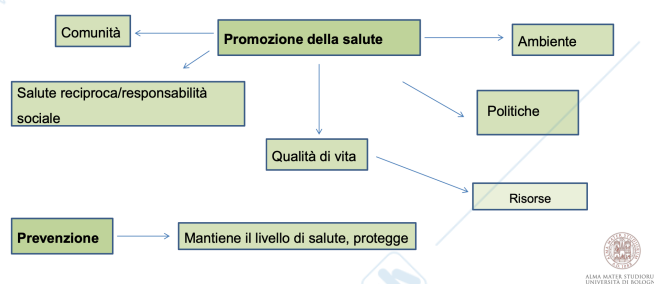 Comunità
Promozione della salute
Ambiente
Salute reciproca/responsabilità
sociale
Politiche
Qualità di vita
Risorse
Prevenzione
Mantiene il livello di salute, protegge
ALMA MATER STUDIORU
UNIVERSITÀ DI BOLOGNA